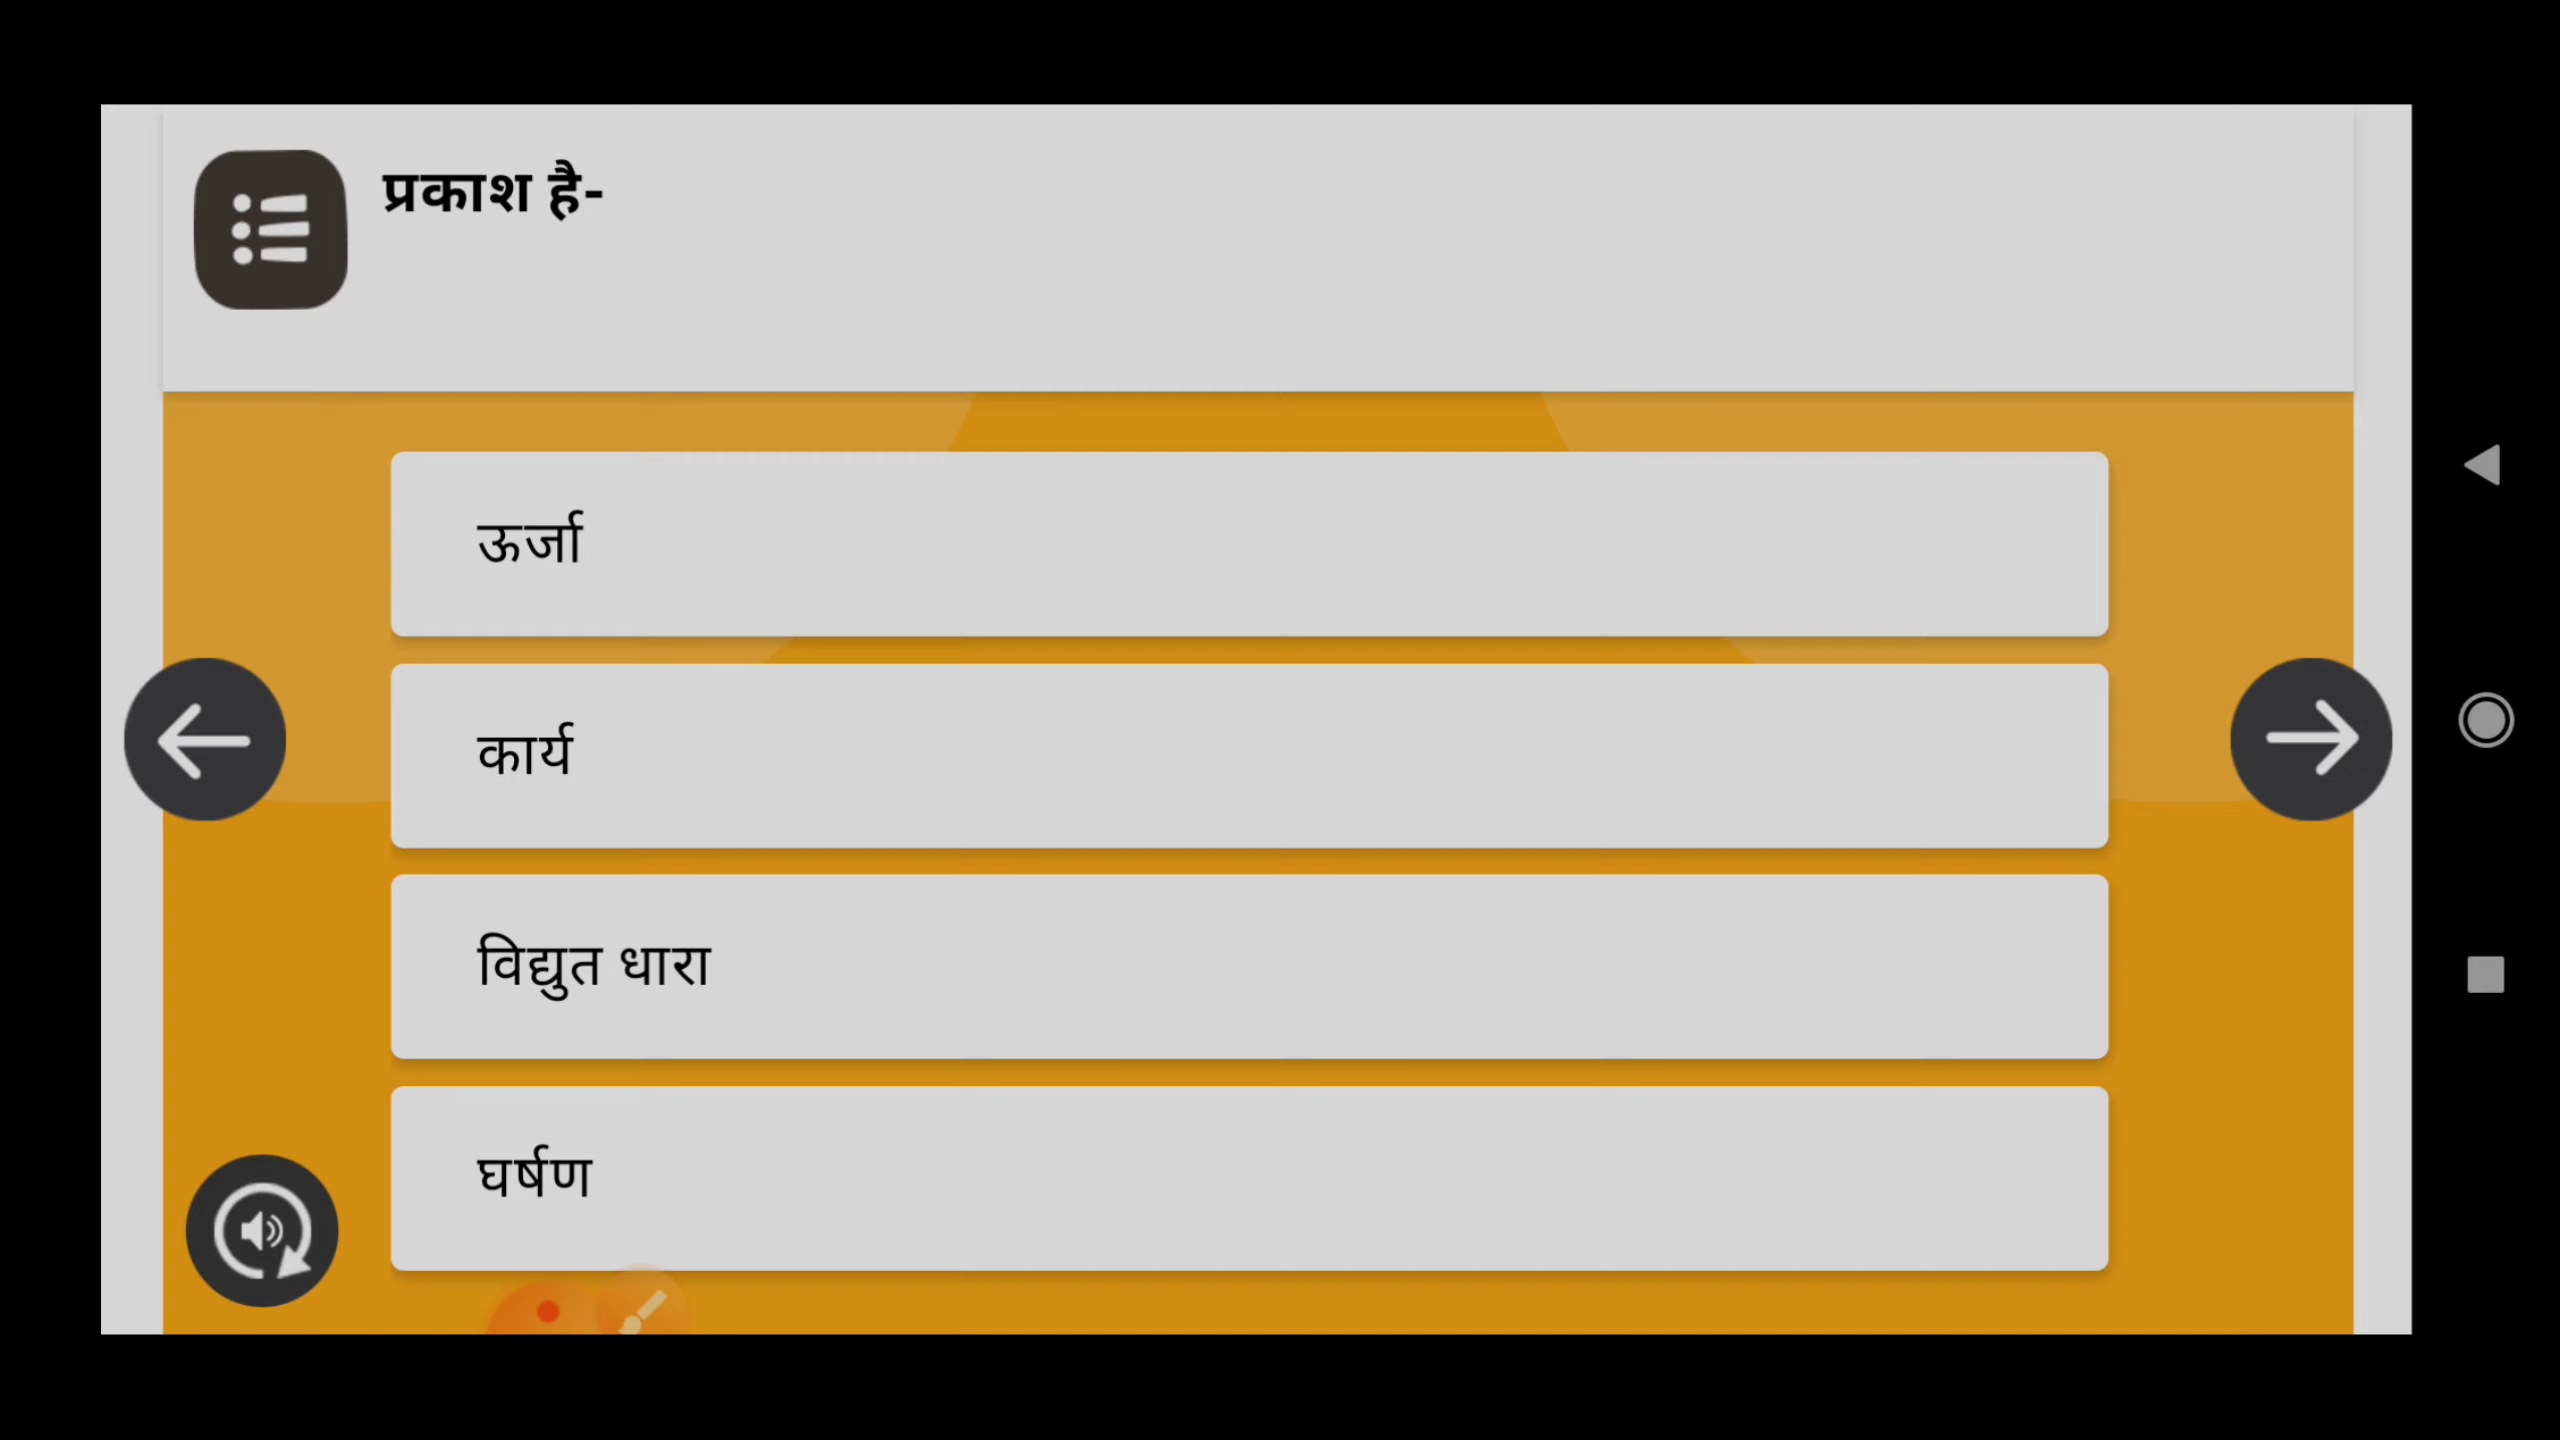 प्रकाश है-
ऊर्जा
कार्य
विद्युत धारा
घर्षण